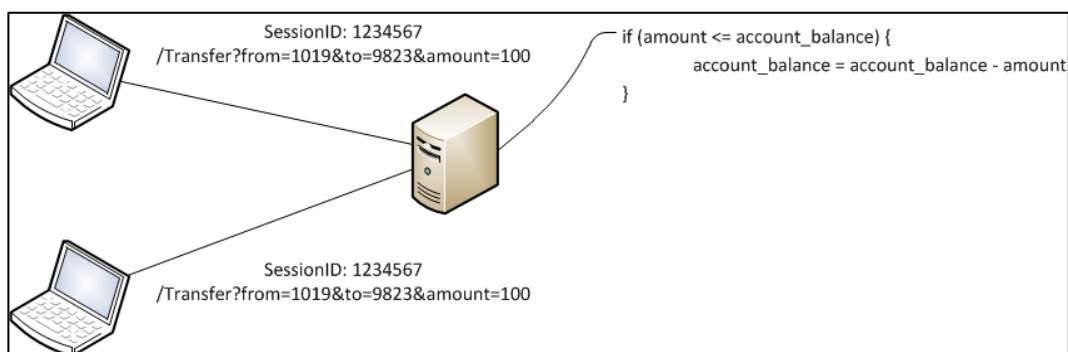 SessionID: 1234567
/Transfer?from=1019&to=9823&amount=100
if (amount <= account_balance) {
account_balance = account_balance - amount
}
SessionID: 1234567
/Transfer?from=1019&to=9823&amount=100